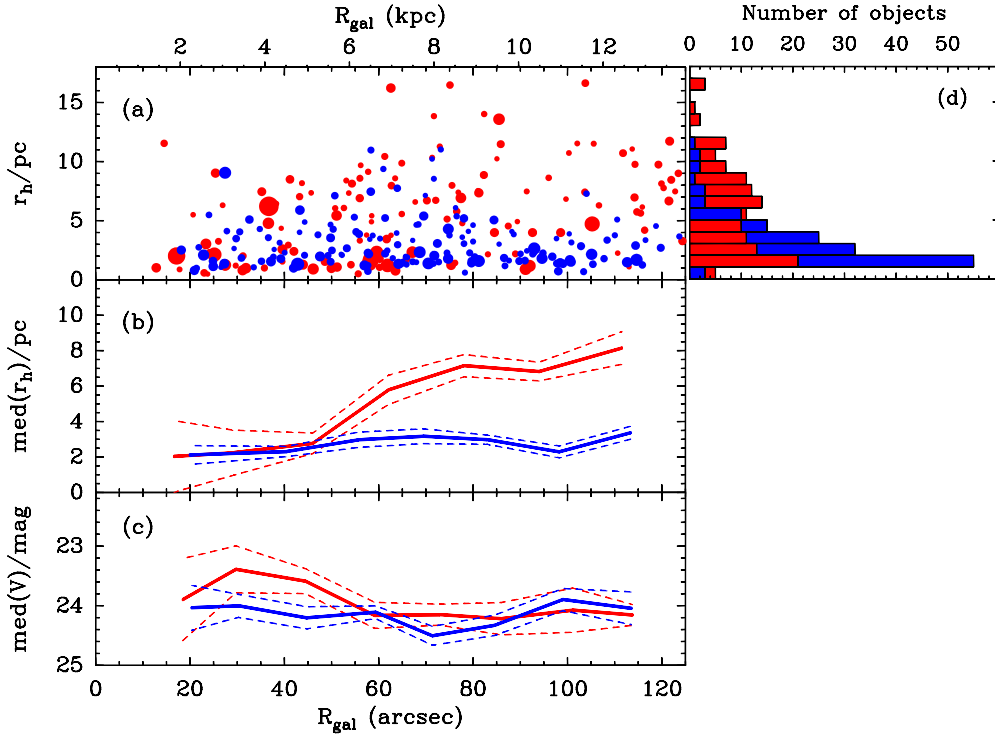 R_gal (kpc)
2 4 6 8 10 12
Number of objects
0 10 20 30 40 50
(a)
(d)
r_h/pc
15
10
5
0
(b)
med(r_h)/pc
10
8
6
4
2
0
(c)
med(V)/mag
23
24
25
0 20 40 60 80 100 120
R_gal (arcsec)